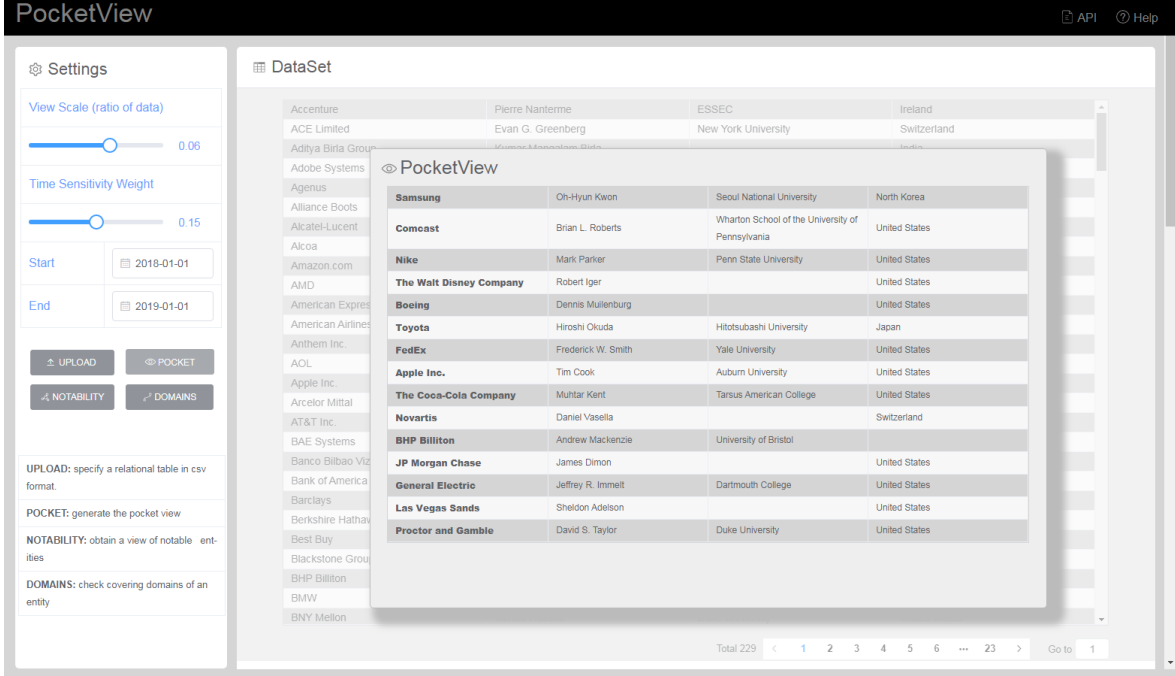 PocketView
API Help
Settings
View Scale (ratio of data)
0.06
Time Sensitivity Weight
0.15
Start 2018-01-01
End 2019-01-01
UPLOAD POCKET
NOTABILITY DOMAINS
UPLOAD: specify a relational table in csv
format.
POCKET: generate the pocket view
NOTABILITY: obtain a view of notable ent-
ities
DOMAINS: check covering domains of an
entity
DataSet
Accenture Pierre Nanterme ESSEC Ireland
ACE Limited Evan G. Greenberg New York University Switzerland
Aditya Birla Group Kumar Mangalam Birla India
Adobe Systems
Agenus
Alliance Boots
Alcatel-Lucent
Alcoa
Amazon.com
AMD
American Expres
American Airlines
Anthem Inc.
AOL
Apple Inc.
Arcelor Mittal
AT&T Inc.
BAE Systems
Banco Bilbao Viz
Bank of America
Barclays
Berkshire Hathav
Best Buy
Blackstone Grou
BHP Billiton
BMW
BNY Mellon
PocketView
Samsung Oh-Hyun Kwon Seoul National University North Korea
Comcast Brian L. Roberts Wharton School of the University of
Pennsylvania United States
Nike Mark Parker Penn State University United States
The Walt Disney Company Robert Iger United States
Boeing Dennis Muilenburg United States
Toyota Hiroshi Okuda Hitotsubashi University Japan
FedEx Frederick W. Smith Yale University United States
Apple Inc. Tim Cook Auburn University United States
The Coca-Cola Company Muhtar Kent Tarsus American College United States
Novartis Daniel Vasella Switzerland
BHP Billiton Andrew Mackenzie University of Bristol
JP Morgan Chase James Dimon United States
General Electric Jeffrey R. Immelt Dartmouth College United States
Las Vegas Sands Sheldon Adelson United States
Proctor and Gamble David S. Taylor Duke University United States
Total 229 < 1 2 3 4 5 6 ••• 23 > Go to 1